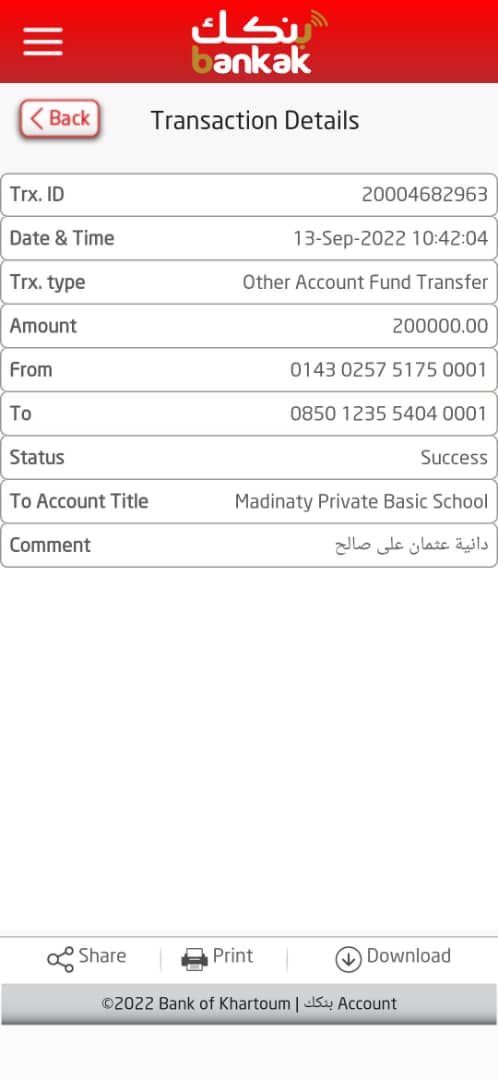 بنكك
bankak
Back
Transaction Details
Trx. ID 20004682963
Date & Time 13-Sep-2022 10:42:04
Trx. type Other Account Fund Transfer
Amount 200000.00
From 0143 0257 5175 0001
To 0850 1235 5404 0001
Status Success
To Account Title Madinaty Private Basic School
Comment دانية عثمان على صالح
Share Print Download
©2022 Bank of Khartoum | بنكك Account